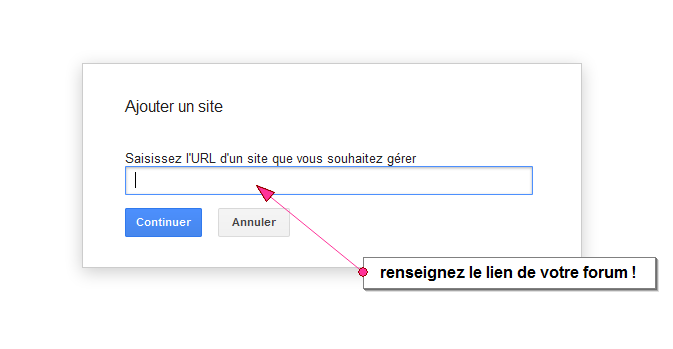 Ajouter un site
Saisissez l'URL d'un site que vous souhaitez gérer
Continuer Annuler
renseignez le lien de votre forum !